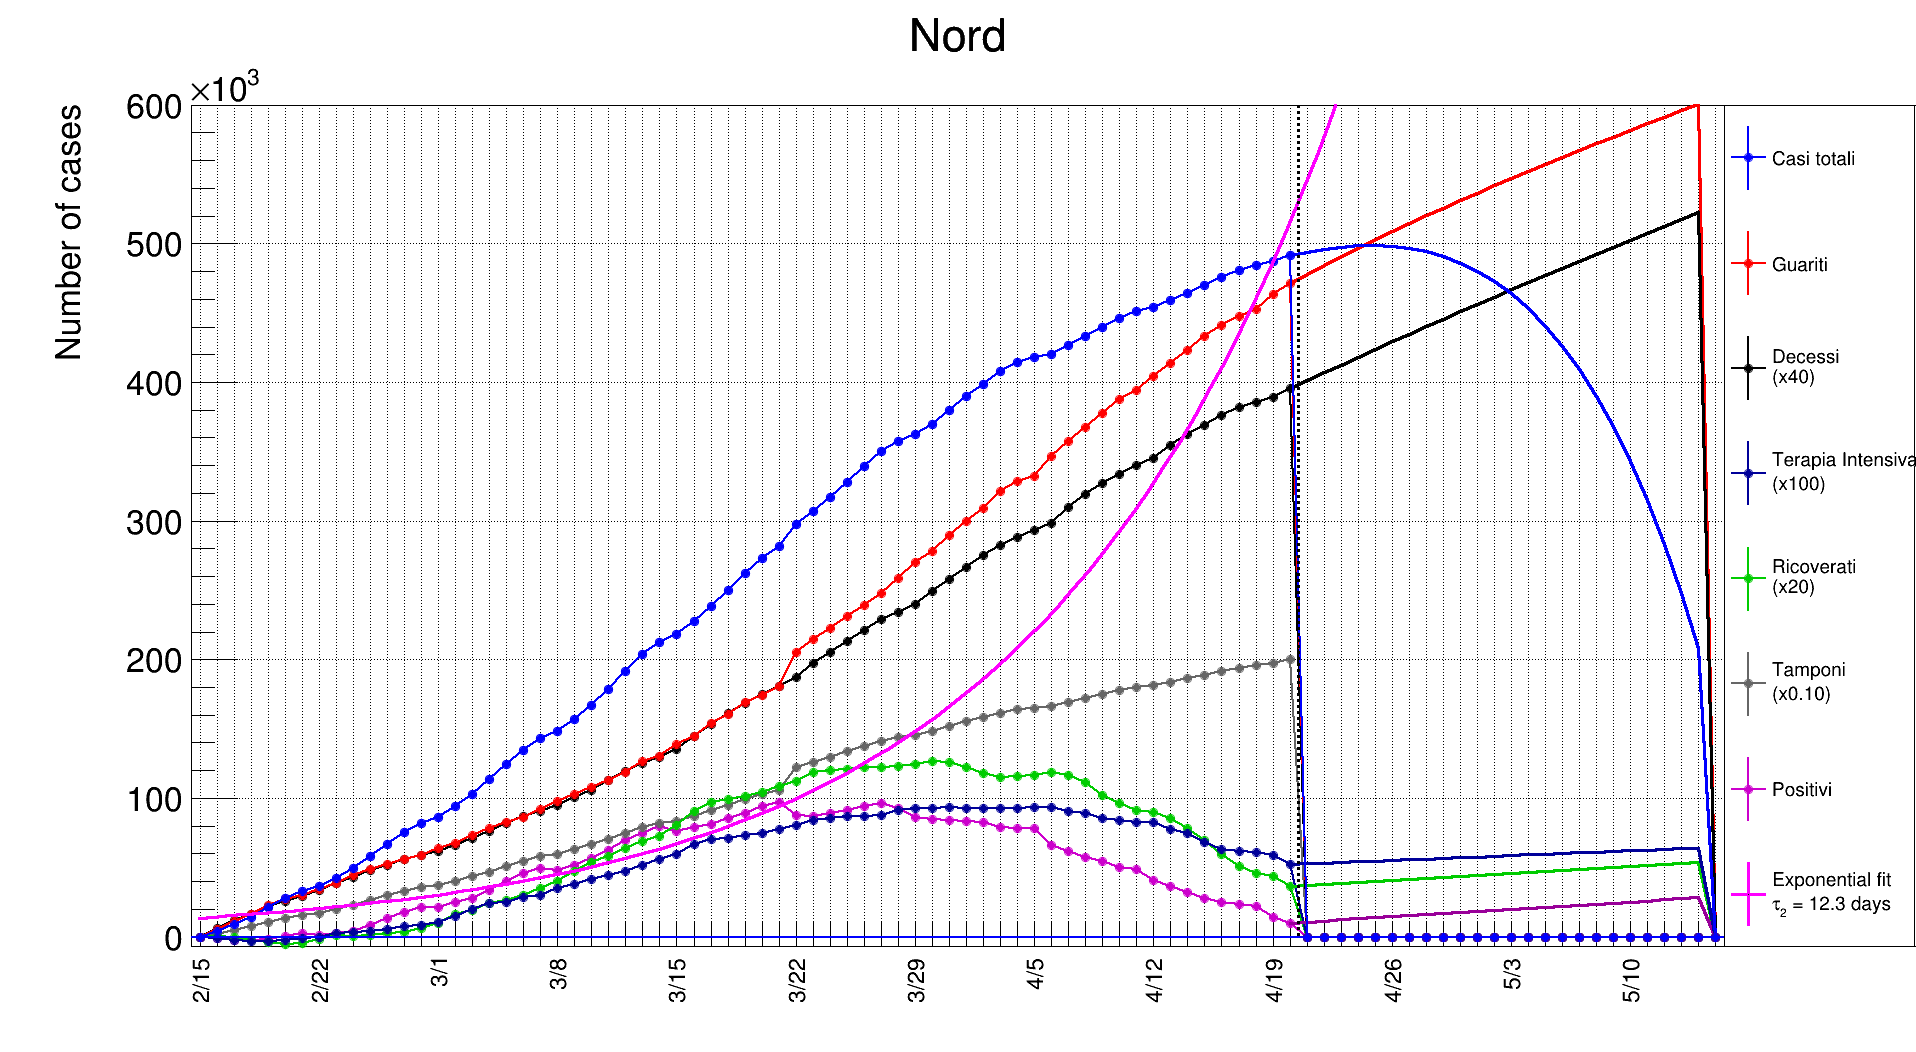 Nord
×10³
Number of cases
600
500
400
300
200
100
0
2/15
2/22
3/1
3/8
3/15
3/22
3/29
4/5
4/12
4/19
4/26
5/3
5/10
Casi totali
Guariti
Decessi
(x40)
Terapia Intensiva
(x100)
Ricoverati
(x20)
Tamponi
(x0.10)
Positivi
Exponential fit
τ₂ = 12.3 days